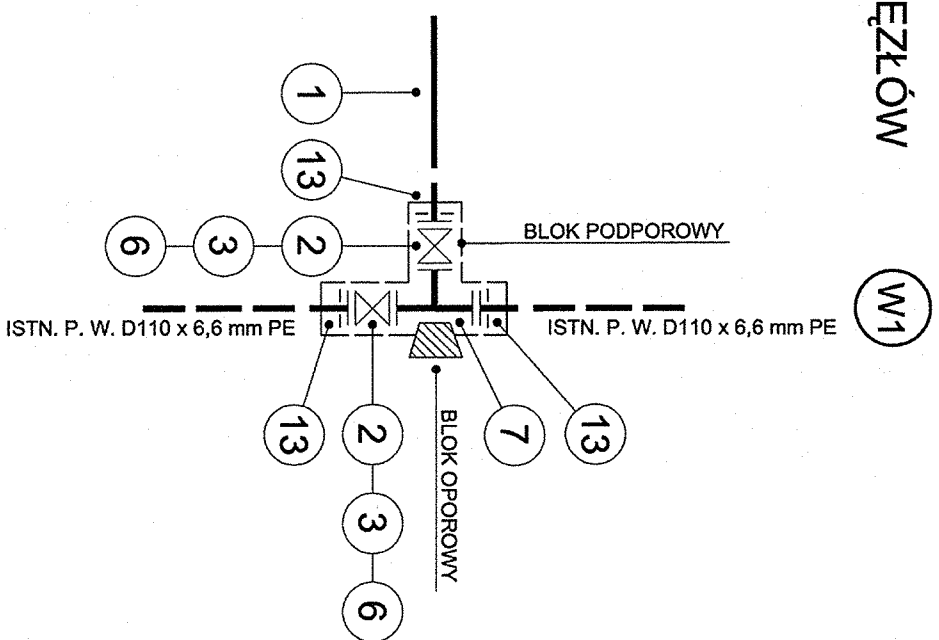 ĘZŁÓW
W1
1
13
6
3
2
BLOK PODPOROWY
ISTN. P. W. D110 x 6,6 mm PE
ISTN. P. W. D110 x 6,6 mm PE
13
2
7
13
BLOK OPOROWY
3
6